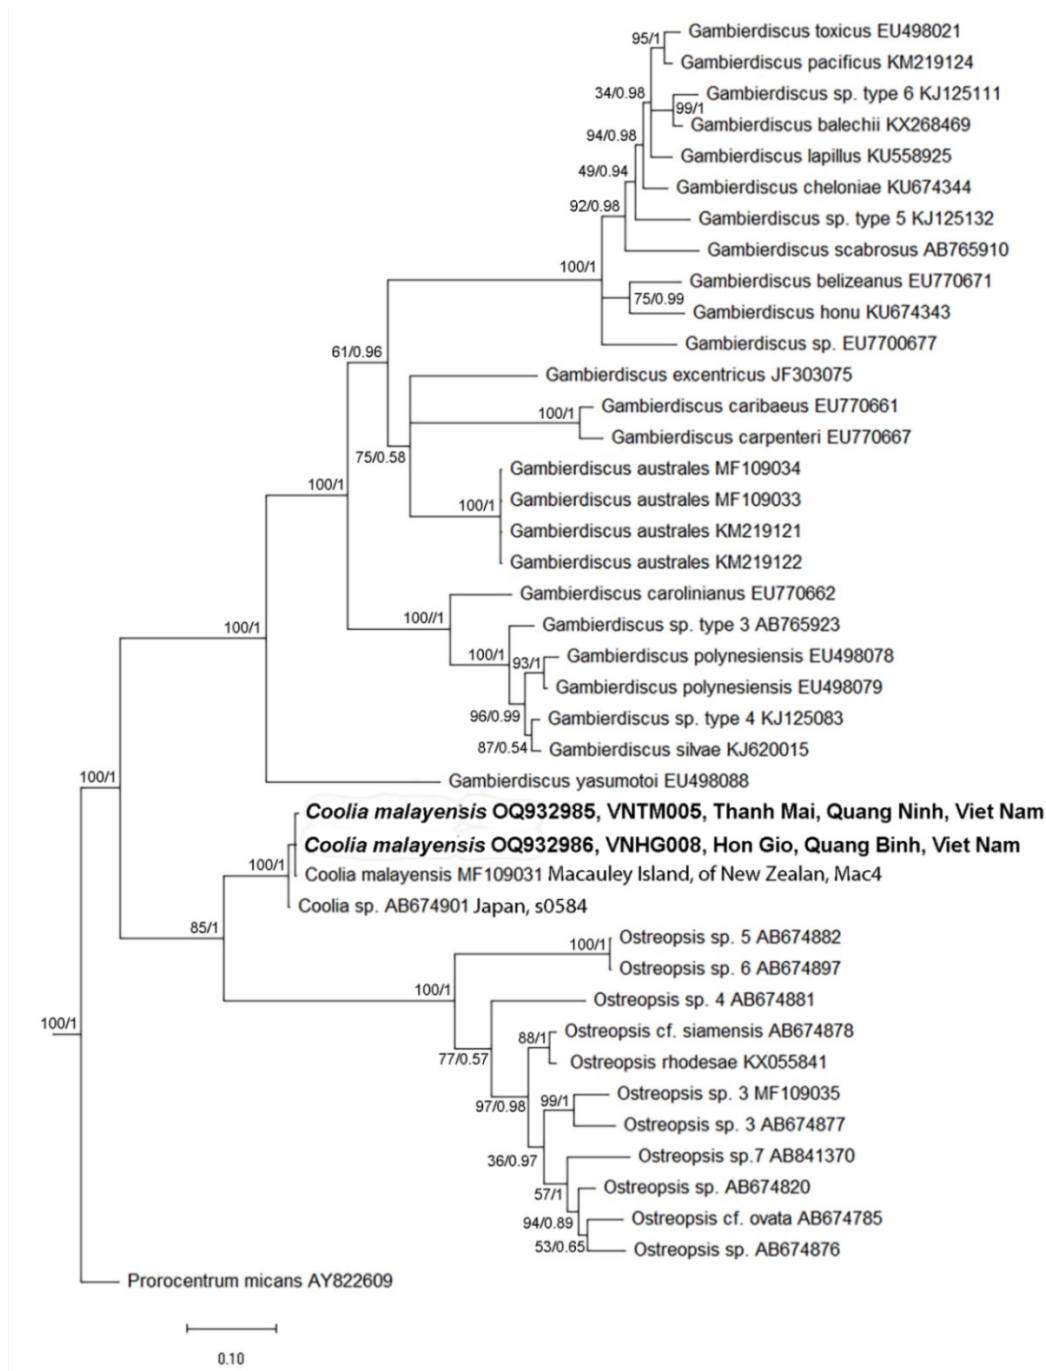 Gambierdiscus toxicus EU498021
95/1
Gambierdiscus pacificus KM219124
34/0.98
Gambierdiscus sp. type 6 KJ125111
99/1
Gambierdiscus balechii KX268469
94/0.98
Gambierdiscus lapillus KU558925
49/0.94
Gambierdiscus cheloniae KU674344
92/0.98
Gambierdiscus sp. type 5 KJ125132
Gambierdiscus scabrosus AB765910
100/1
Gambierdiscus belizeanus EU770671
75/0.99
Gambierdiscus honu KU674343
Gambierdiscus sp. EU7700677
61/0.96
Gambierdiscus excentricus JF303075
Gambierdiscus caribaeus EU770661
100/1
Gambierdiscus carpenteri EU770667
75/0.58
Gambierdiscus australes MF109034
100/1
Gambierdiscus australes MF109033
100/1
Gambierdiscus australes KM219121
Gambierdiscus australes KM219122
Gambierdiscus carolinianus EU770662
100//1
Gambierdiscus sp. type 3 AB765923
100/1
100/1
93/1
Gambierdiscus polynesiensis EU498078
Gambierdiscus polynesiensis EU498079
96/0.99
Gambierdiscus sp. type 4 KJ125083
87/0.54
Gambierdiscus silvae KJ620015
100/1
Gambierdiscus yasumotoi EU498088
Coolia malayensis OQ932985, VNTM005, Thanh Mai, Quang Ninh, Viet Nam
Coolia malayensis OQ932986, VNHG008, Hon Gio, Quang Binh, Viet Nam
100/1
Coolia malayensis MF109031 Macauley Island, of New Zealan, Mac4
Coolia sp. AB674901 Japan, s0584
85/1
Ostreopsis sp. 5 AB674882
100/1
Ostreopsis sp. 6 AB674897
100/1
Ostreopsis sp. 4 AB674881
100/1
Ostreopsis cf. siamensis AB674878
88/1
77/0.57
Ostreopsis rhodesae KX055841
Ostreopsis sp. 3 MF109035
97/0.98
99/1
Ostreopsis sp. 3 AB674877
Ostreopsis sp.7 AB841370
36/0.97
Ostreopsis sp. AB674820
57/1
Ostreopsis cf. ovata AB674785
94/0.89
53/0.65
Ostreopsis sp. AB674876
Prorocentrum micans AY822609
0.10